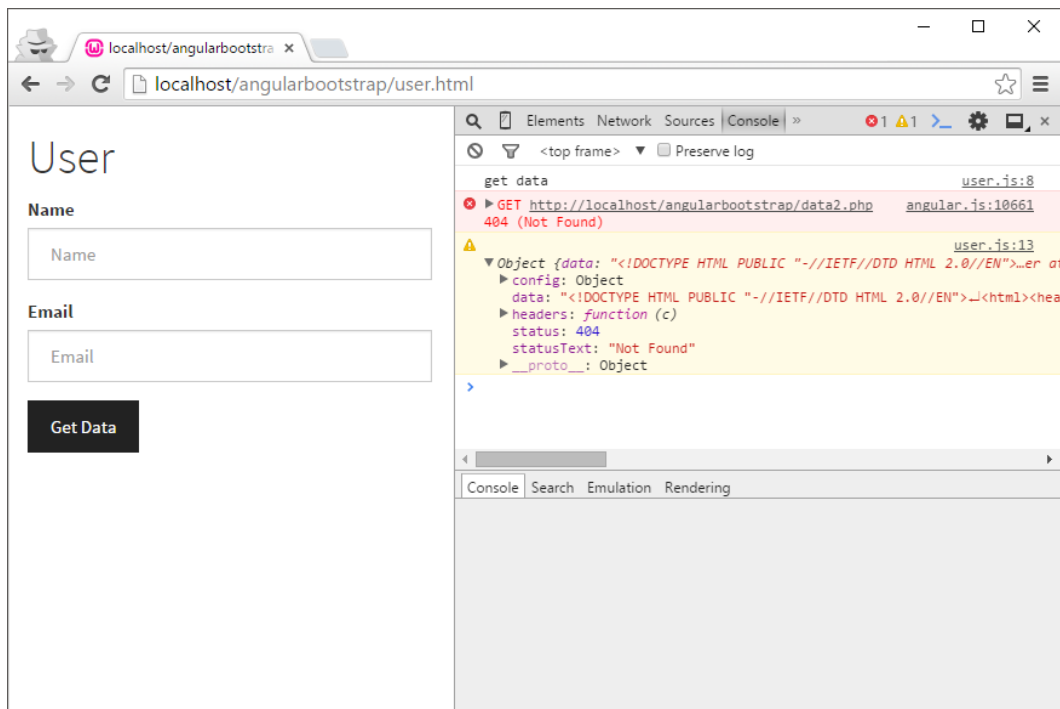 localhost/angularbootstra
localhost/angularbootstrap/user.html
User
Name
Name
Email
Email
Get Data
Elements Network Sources Console » 1 1
<top frame> ▼ Preserve log
get data user.js:8
▶GET http://localhost/angularbootstrap/data2.php angular.js:10661
404 (Not Found)
user.js:13
▼Object {data: "<!DOCTYPE HTML PUBLIC "-//IETF//DTD HTML 2.0//EN">…er at
▶config: Object
data: "<!DOCTYPE HTML PUBLIC "-//IETF//DTD HTML 2.0//EN">↵<html><hea
▶headers: function (c)
status: 404
statusText: "Not Found"
▶__proto__: Object
>
Console Search Emulation Rendering